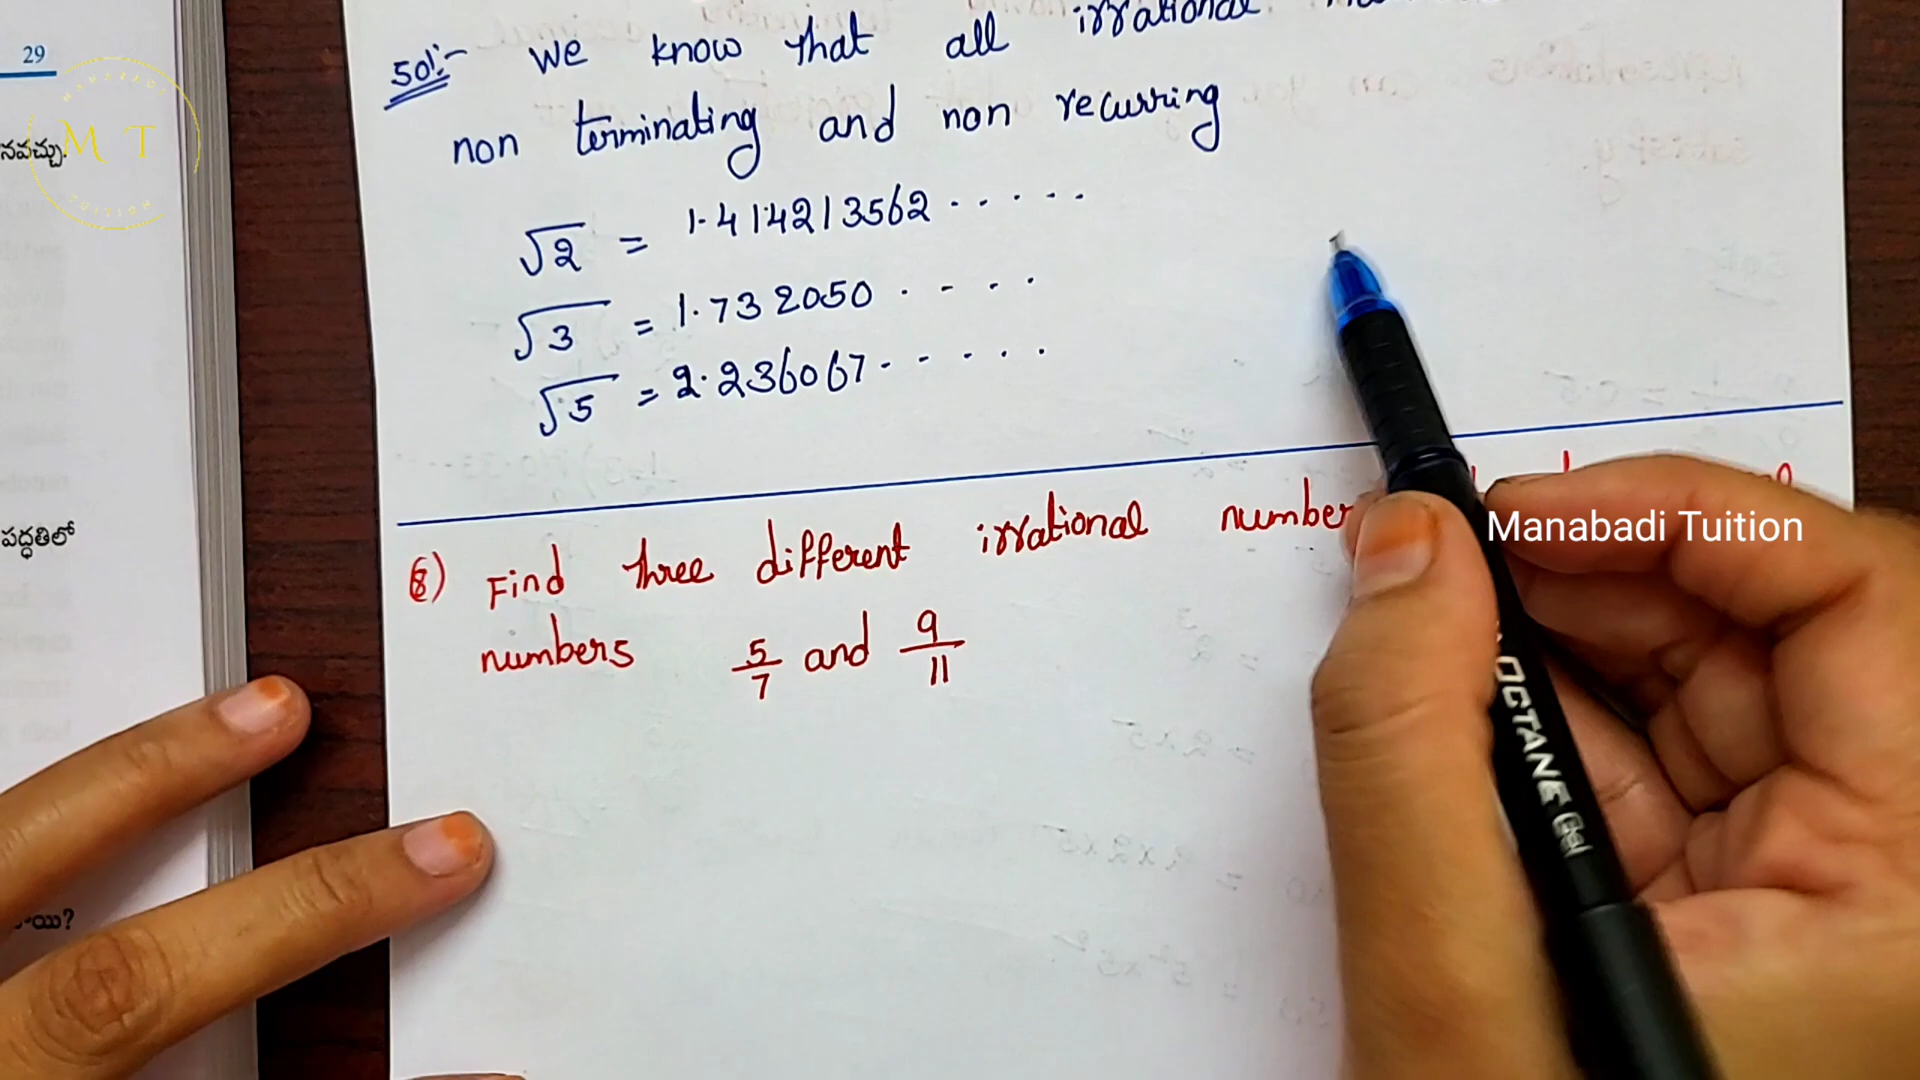 29
నవచ్చు.
M T
TUITION
పద్ధతిలో
sol:- we know that all irrational
non terminating and non recurring
√2 = 1.414213562 .....
√3 = 1.732050 ....
√5 = 2.236067.....
8) Find three different irrational number
numbers 5/7 and 9/11
Manabadi Tuition
OCTANE Gel